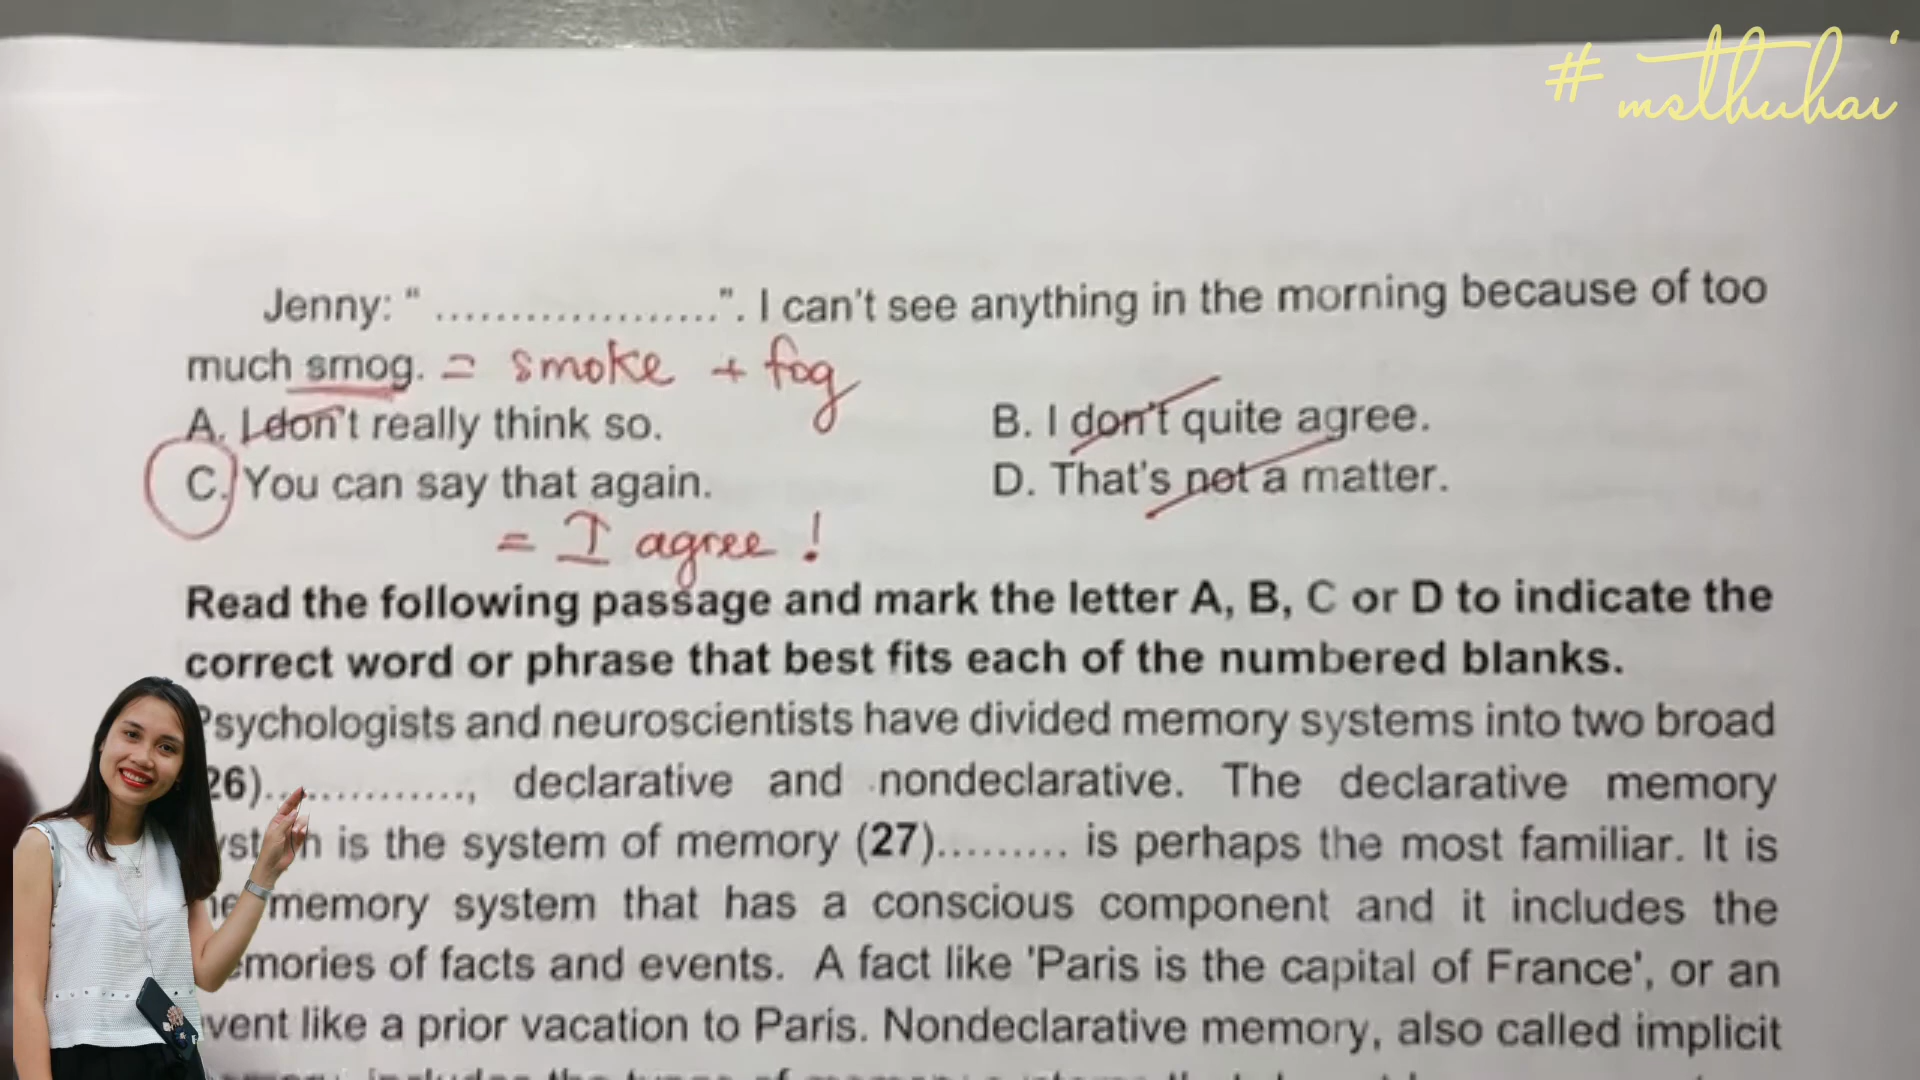 # msthuhai
Jenny: “ ...................”. I can't see anything in the morning because of too
much smog. = smoke + fog
A. I don't really think so. B. I don't quite agree.
C. You can say that again. D. That's not a matter.
= I agree !
Read the following passage and mark the letter A, B, C or D to indicate the
correct word or phrase that best fits each of the numbered blanks.
Psychologists and neuroscientists have divided memory systems into two broad
26)............., declarative and nondeclarative. The declarative memory
is the system of memory (27)......... is perhaps the most familiar. It is
memory system that has a conscious component and it includes the
of facts and events. A fact like 'Paris is the capital of France', or an
like a prior vacation to Paris. Nondeclarative memory, also called implicit